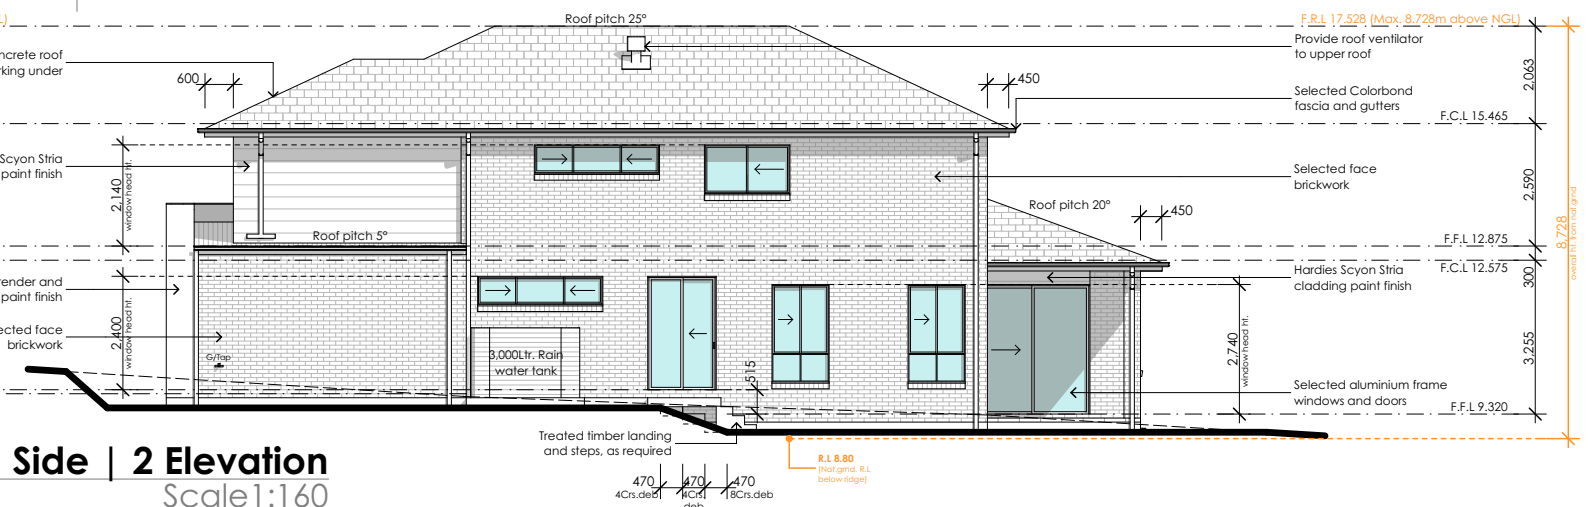 L)
Roof pitch 25°
F.R.L 17.528 (Max. 8.728m above NGL)
Provide roof ventilator
to upper roof
ncrete roof
rking under
600
450
2,063
Selected Colorbond
fascia and gutters
F.C.L 15.465
Scyon Stria
paint finish
2,140
window head ht.
Selected face
brickwork
2,590
Roof pitch 20°
450
Roof pitch 5°
F.F.L 12.875
8,728
overall ht. from nat.grnd
F.C.L 12.575
300
Hardies Scyon Stria
cladding paint finish
render and
paint finish
2,400
window head ht.
ected face
brickwork
G/Tap
3,000Ltr. Rain
water tank
515
2,740
window head ht.
3,255
Selected aluminium frame
windows and doors
F.F.L 9.320
Treated timber landing
and steps, as required
R.L 8.80
(Nat.grnd. R.L
below ridge)
Side | 2 Elevation
Scale1:160
470
470
470
4Crs.deb
4Crs.
deb
8Crs.deb